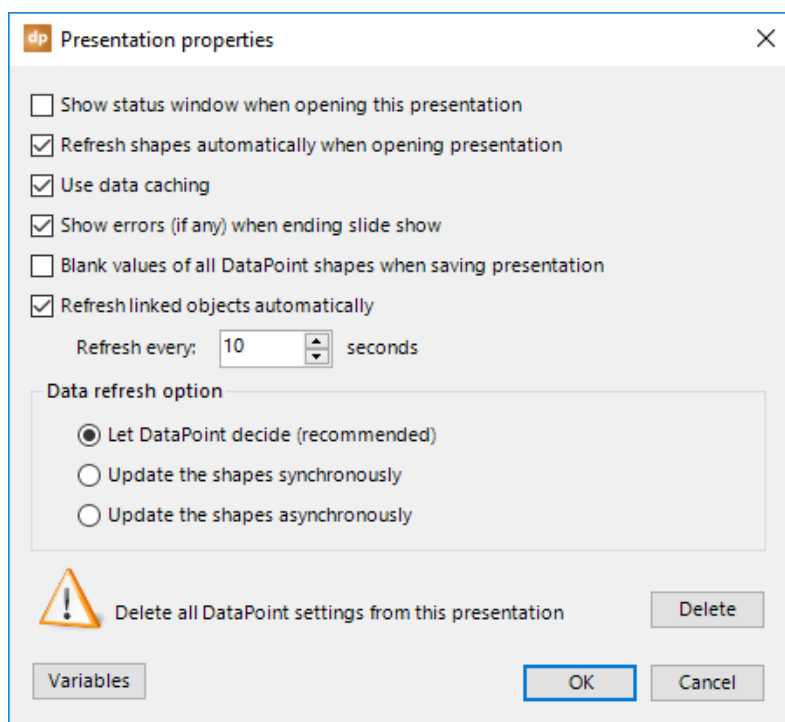 dp Presentation properties
Show status window when opening this presentation
Refresh shapes automatically when opening presentation
Use data caching
Show errors (if any) when ending slide show
Blank values of all DataPoint shapes when saving presentation
Refresh linked objects automatically
Refresh every: 10 seconds
Data refresh option
Let DataPoint decide (recommended)
Update the shapes synchronously
Update the shapes asynchronously
Delete all DataPoint settings from this presentation Delete
Variables OK Cancel